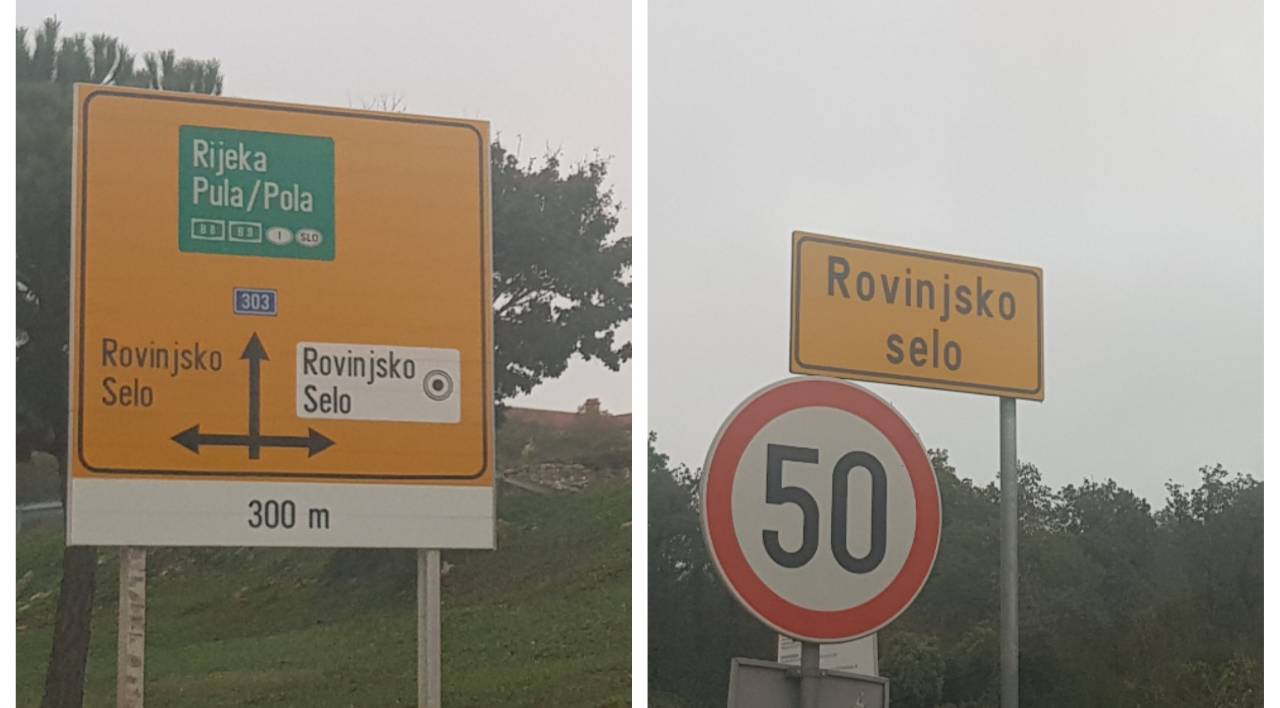 Rijeka
Pula/Pola
B8 B9 I SLO
303
Rovinjsko
Selo
Rovinjsko
Selo
300 m
Rovinjsko
selo
50